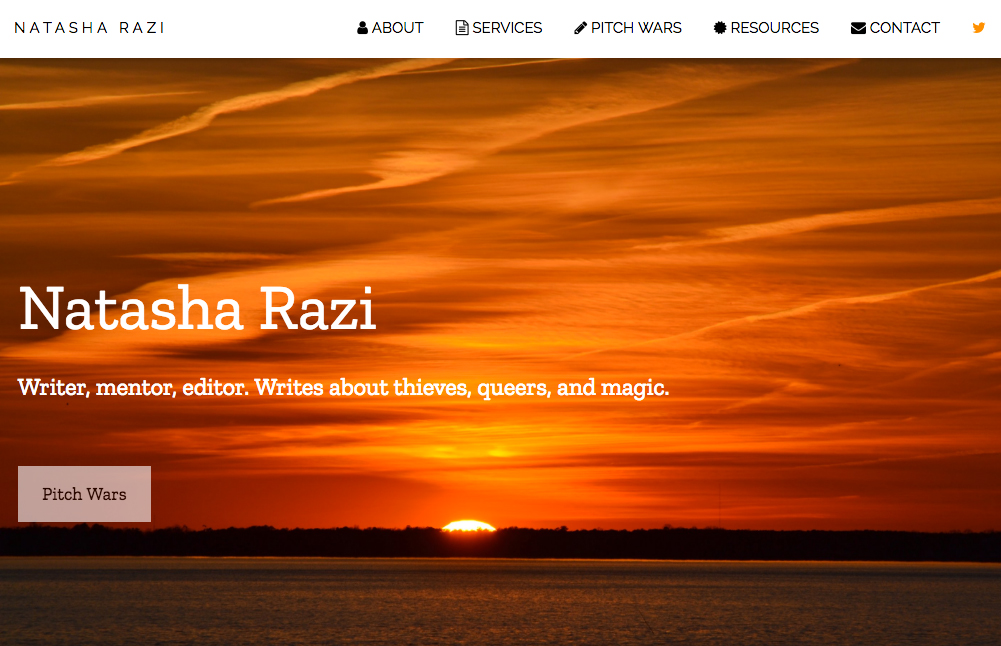 NATASHA RAZI
ABOUT SERVICES PITCH WARS RESOURCES CONTACT
Natasha Razi
Writer, mentor, editor. Writes about thieves, queers, and magic.
Pitch Wars